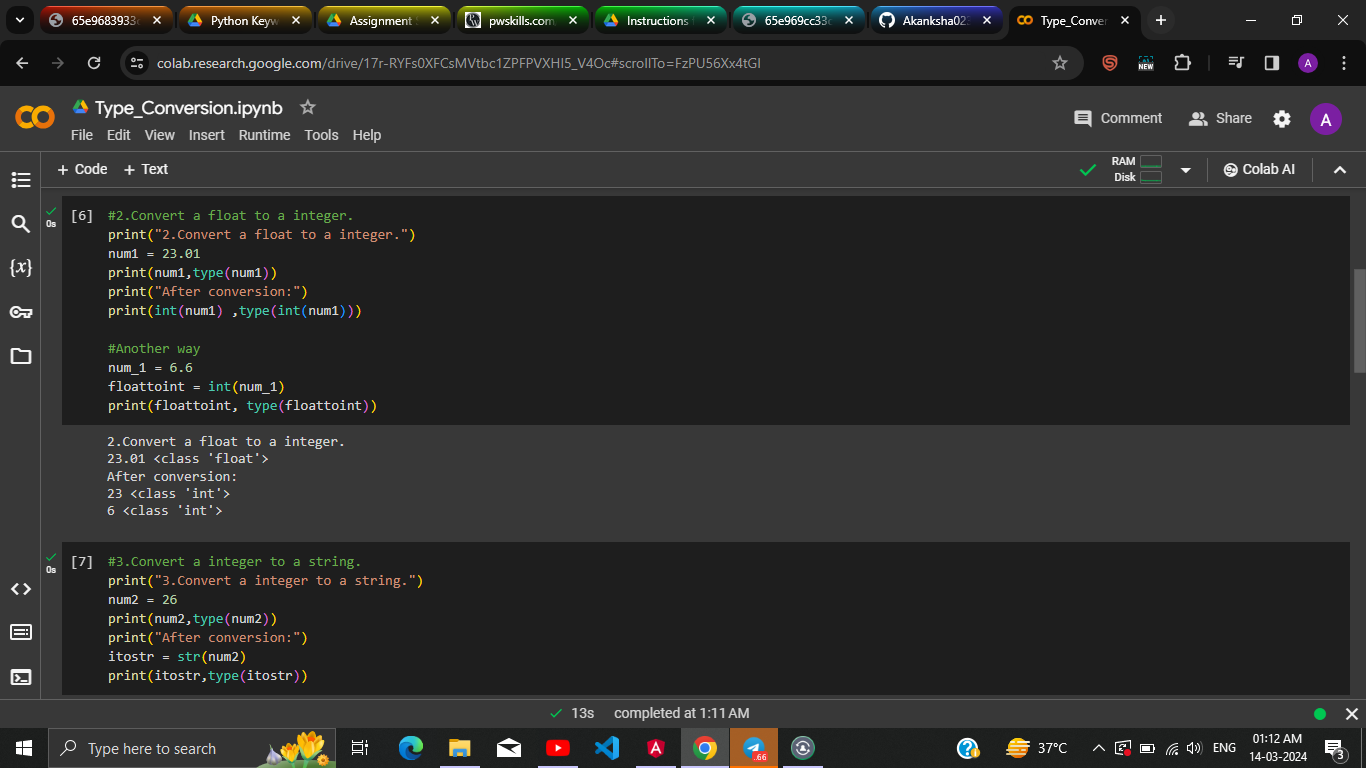 65e9683933
Python Keyw
Assignment
pwskills.com
Instructions
65e969cc33
Akanksha02
Type_Conver
colab.research.google.com/drive/17r-RYFs0XFCsMVtbc1ZPFPVXHI5_V4Oc#scrollTo=FzPU56Xx4tGI
NEW
A
Type_Conversion.ipynb
File Edit View Insert Runtime Tools Help
Comment
Share
A
+ Code + Text
RAM
Disk
Colab AI
{x}
0s
[6] #2.Convert a float to a integer.
print("2.Convert a float to a integer.")
num1 = 23.01
print(num1,type(num1))
print("After conversion:")
print(int(num1) ,type(int(num1)))
#Another way
num_1 = 6.6
floattoint = int(num_1)
print(floattoint, type(floattoint))
2.Convert a float to a integer.
23.01 <class 'float'>
After conversion:
23 <class 'int'>
6 <class 'int'>
0s
[7] #3.Convert a integer to a string.
print("3.Convert a integer to a string.")
num2 = 26
print(num2,type(num2))
print("After conversion:")
itostr = str(num2)
print(itostr,type(itostr))
13s completed at 1:11 AM
Type here to search
A
.66
37°C
ENG
01:12 AM
14-03-2024
3